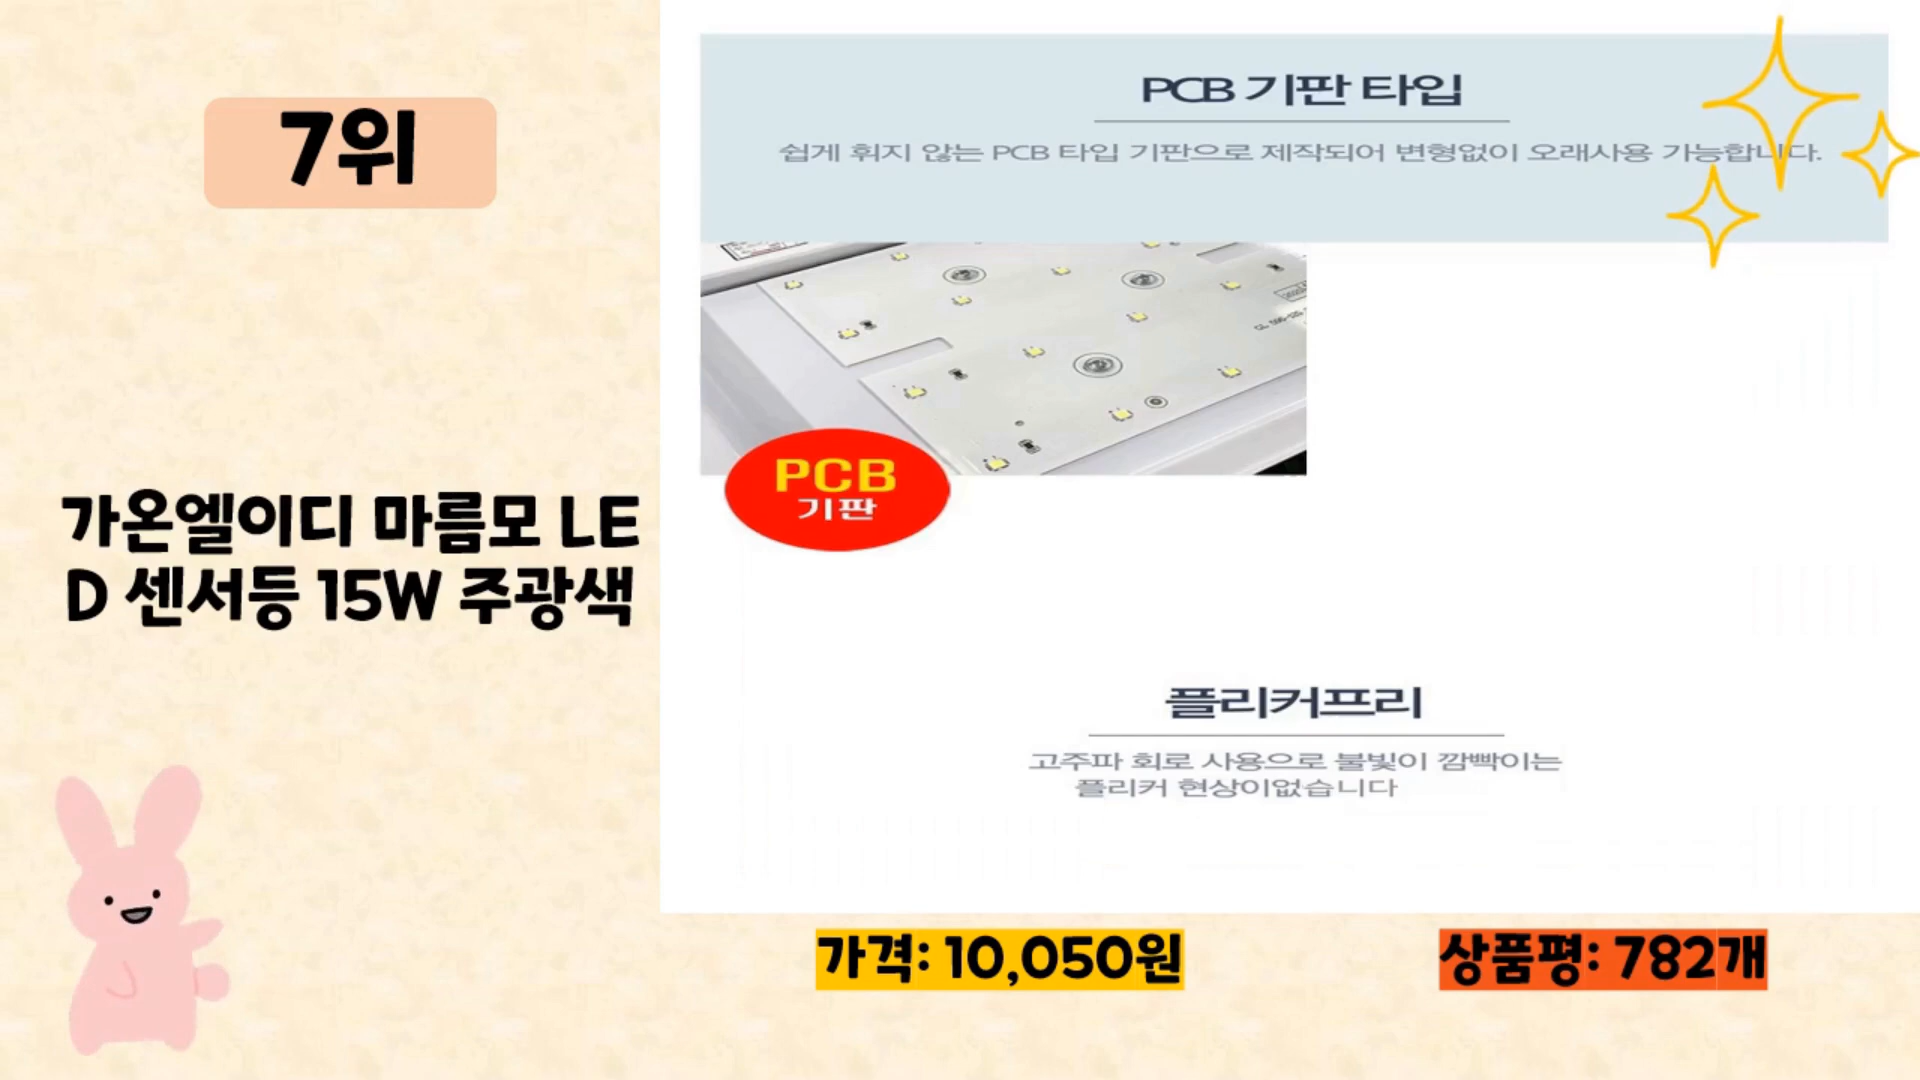 7위
가온엘이디 마름모 LE
D 센서등 15W 주광색
PCB 기판 타입
쉽게 휘지 않는 PCB 타입 기판으로 제작되어 변형없이 오래사용 가능합니다.
PCB
기판
플리커프리
고주파 회로 사용으로 불빛이 깜빡이는
플리커 현상이없습니다
가격: 10,050원
상품평: 782개